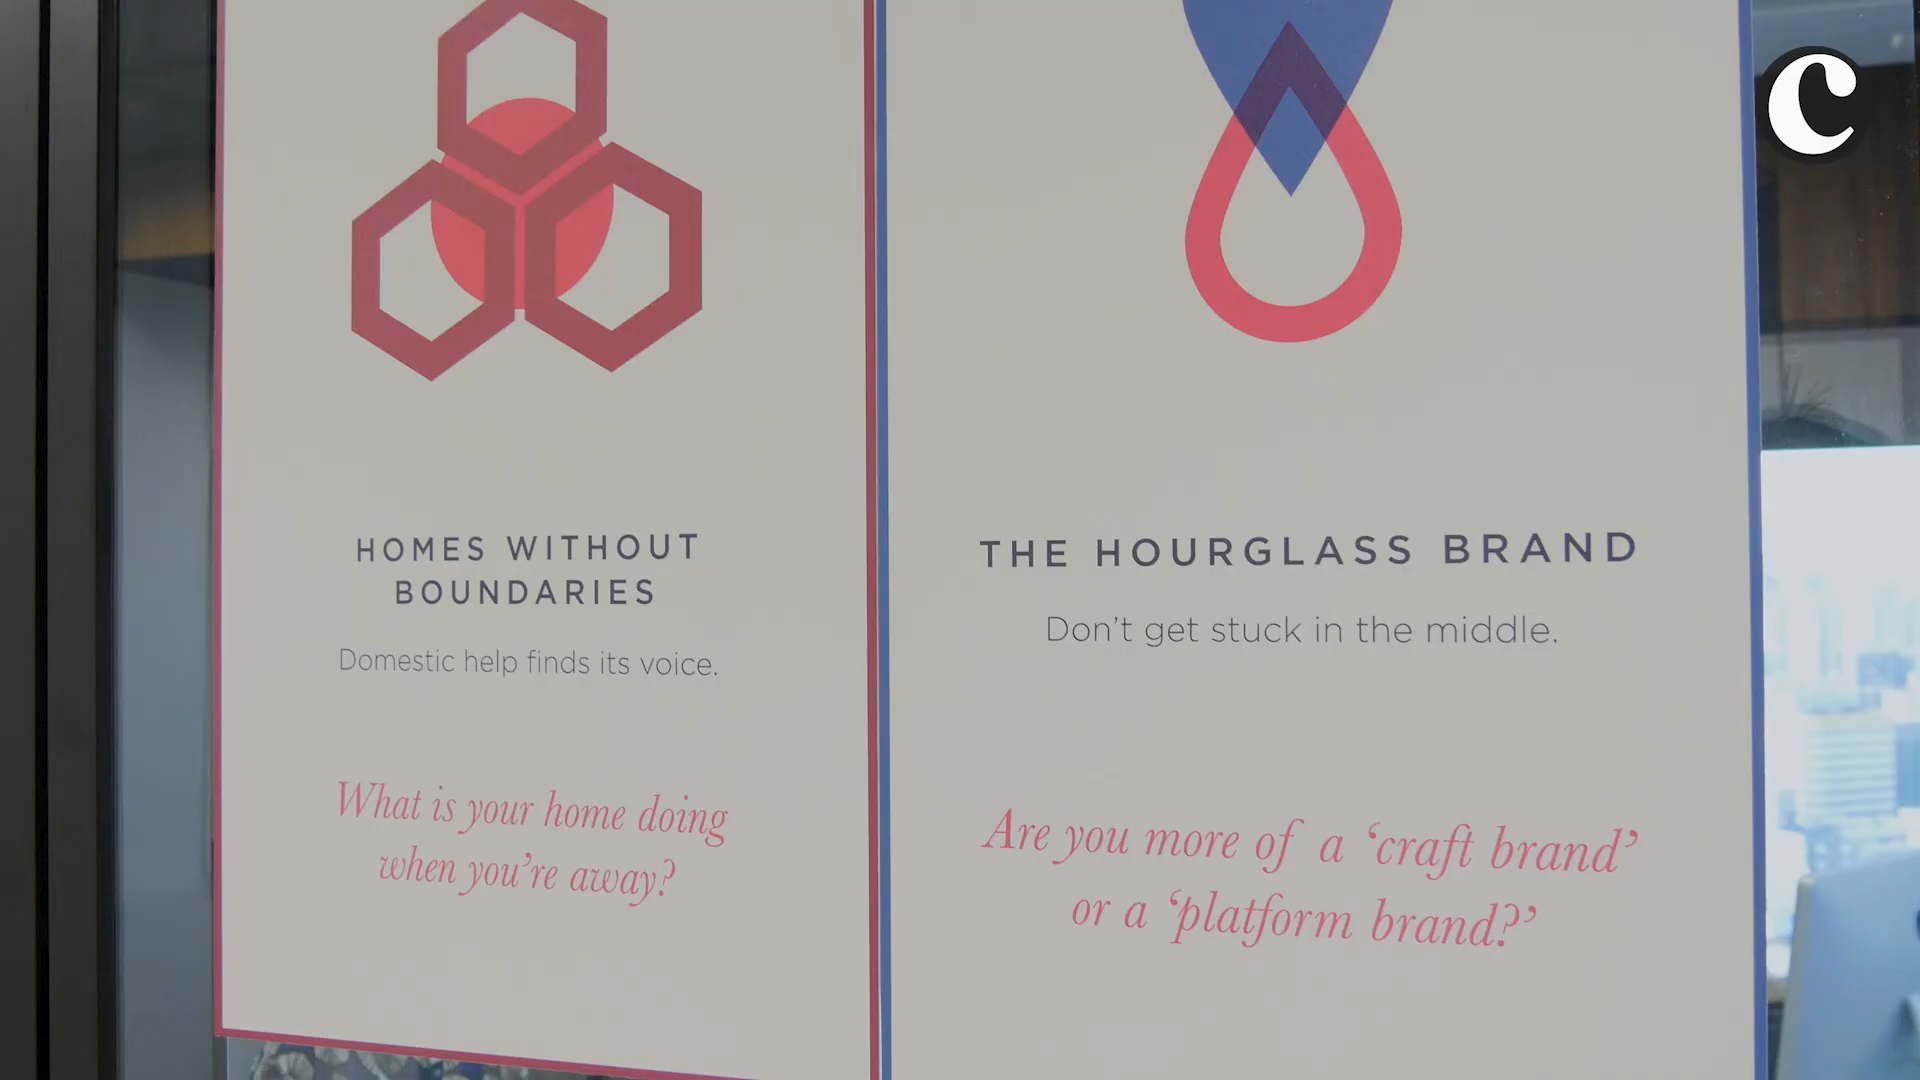 C
HOMES WITHOUT
BOUNDARIES
Domestic help finds its voice.
What is your home doing
when you're away?
THE HOURGLASS BRAND
Don't get stuck in the middle.
Are you more of a ‘craft brand’
or a ‘platform brand?’